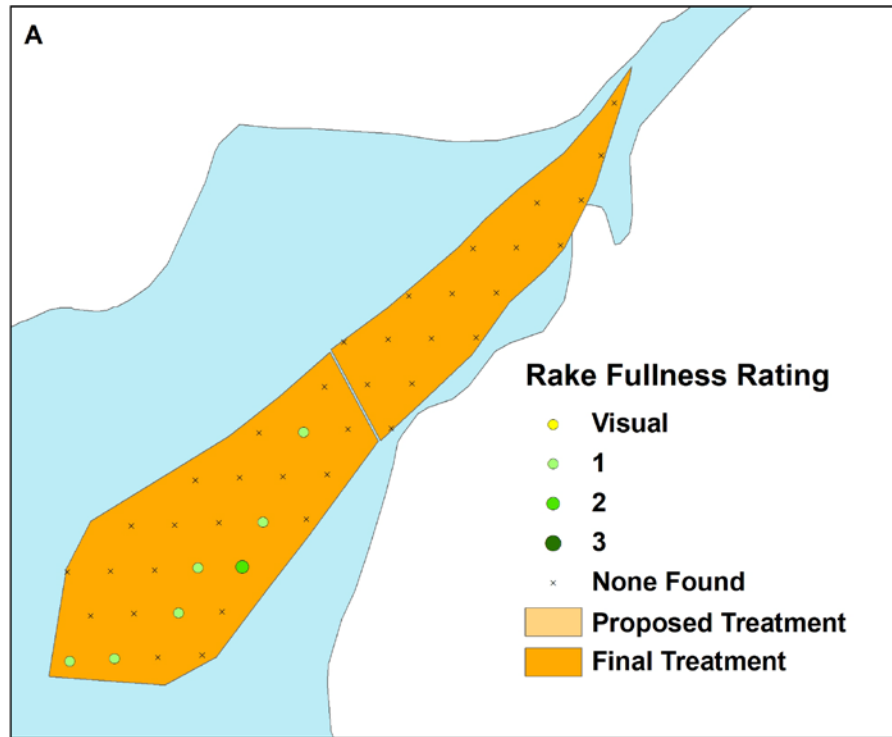 A
Rake Fullness Rating
Visual
1
2
3
None Found
Proposed Treatment
Final Treatment